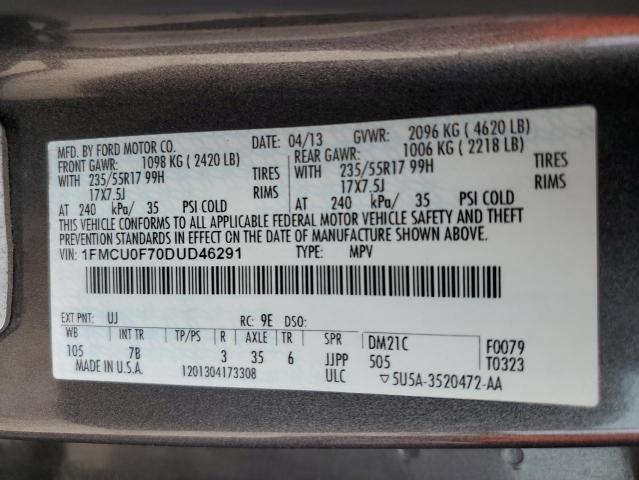 MFD. BY FORD MOTOR CO. DATE: 04/13 GVWR: 2096 KG ( 4620 LB)
FRONT GAWR: 1098 KG ( 2420 LB) REAR GAWR: 1006 KG ( 2218 LB)
WITH 235/55R17 99H TIRES WITH 235/55R17 99H TIRES
17X7.5J RIMS 17X7.5J RIMS
AT 240 kPa/ 35 PSI COLD AT 240 kPa/ 35 PSI COLD
THIS VEHICLE CONFORMS TO ALL APPLICABLE FEDERAL MOTOR VEHICLE SAFETY AND THEFT
PREVENTION STANDARDS IN EFFECT ON THE DATE OF MANUFACTURE SHOWN ABOVE.
VIN: 1FMCU0F70DUD46291 TYPE: MPV
EXT PNT: UJ RC: 9E DSO:
WB INT TR TP/PS R AXLE TR SPR DM21C F0079
105 7B 3 35 6 JJPP 505 T0323
MADE IN U.S.A. 1201304173308 ULC ▽5U5A-3520472-AA